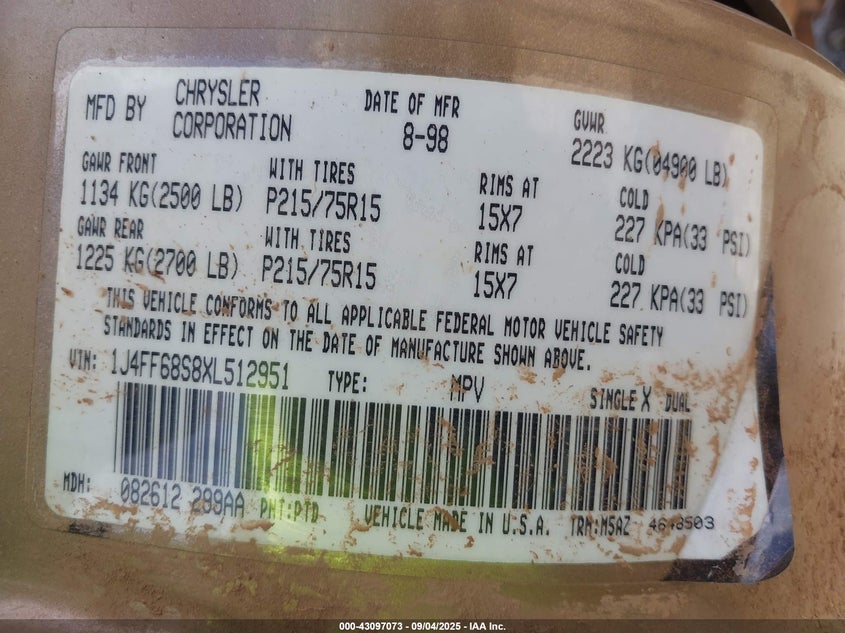 MFD BY CHRYSLER CORPORATION DATE OF MFR 8-98 GVWR 2223 KG(04900 LB)
GAWR FRONT WITH TIRES RIMS AT COLD
1134 KG(2500 LB) P215/75R15 15X7 227 KPA(33 PSI)
GAWR REAR WITH TIRES RIMS AT COLD
1225 KG(2700 LB) P215/75R15 15X7 227 KPA(33 PSI)
THIS VEHICLE CONFORMS TO ALL APPLICABLE FEDERAL MOTOR VEHICLE SAFETY
STANDARDS IN EFFECT ON THE DATE OF MANUFACTURE SHOWN ABOVE.
VIN: 1J4FF68S8XL512951 TYPE: MPV SINGLE X DUAL
MDH: 082612 299AA PNT:PTD VEHICLE MADE IN U.S.A. TRM:M5AZ
000-43097073 - 09/04/2025 - IAA Inc.